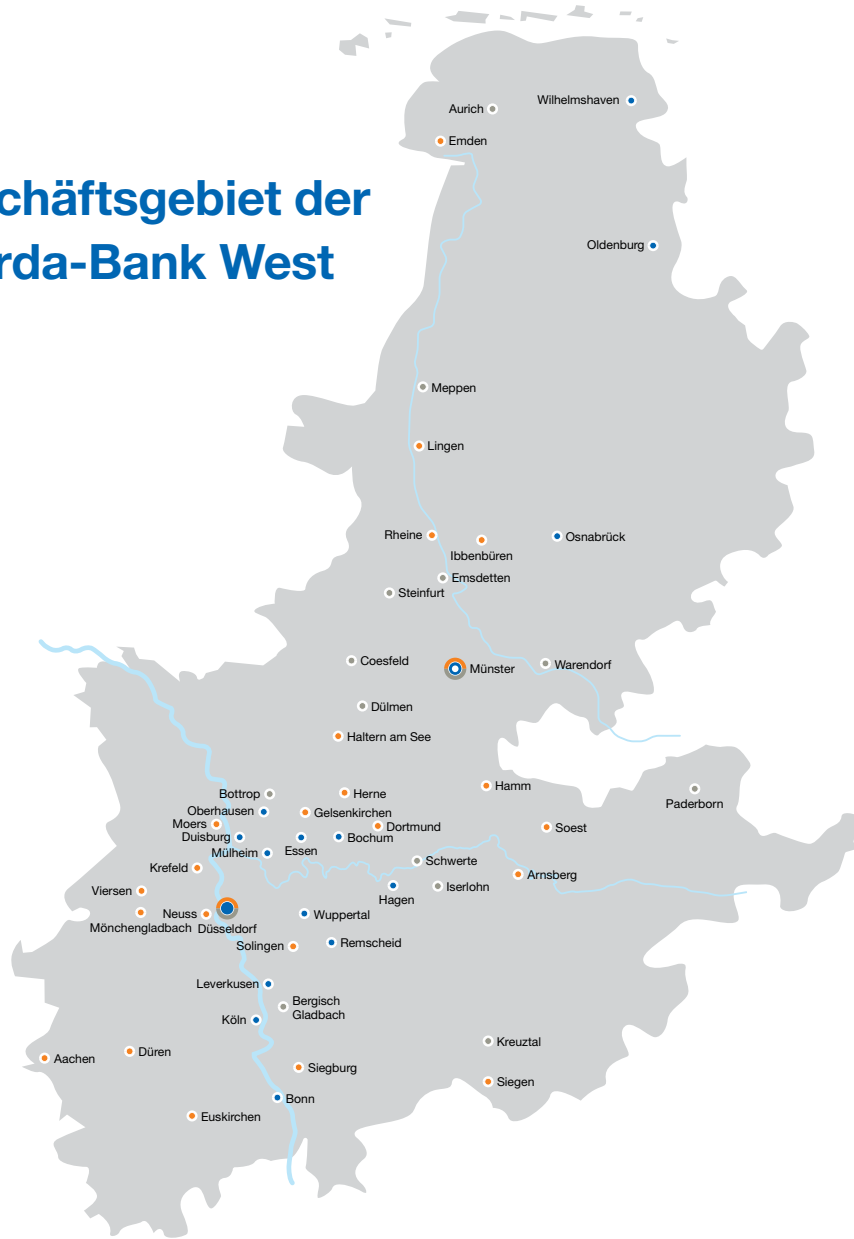 chäftsgebiet der
rda-Bank West
Aurich
Wilhelmshaven
Emden
Oldenburg
Meppen
Lingen
Rheine
Ibbenbüren
Osnabrück
Emsdetten
Steinfurt
Coesfeld
Münster
Warendorf
Dülmen
Haltern am See
Bottrop
Herne
Hamm
Paderborn
Oberhausen
Gelsenkirchen
Moers
Dortmund
Soest
Duisburg
Bochum
Mülheim
Essen
Schwerte
Krefeld
Arnsberg
Viersen
Hagen
Iserlohn
Neuss
Wuppertal
Mönchengladbach
Düsseldorf
Solingen
Remscheid
Leverkusen
Bergisch
Gladbach
Köln
Kreuztal
Aachen
Düren
Siegburg
Siegen
Bonn
Euskirchen